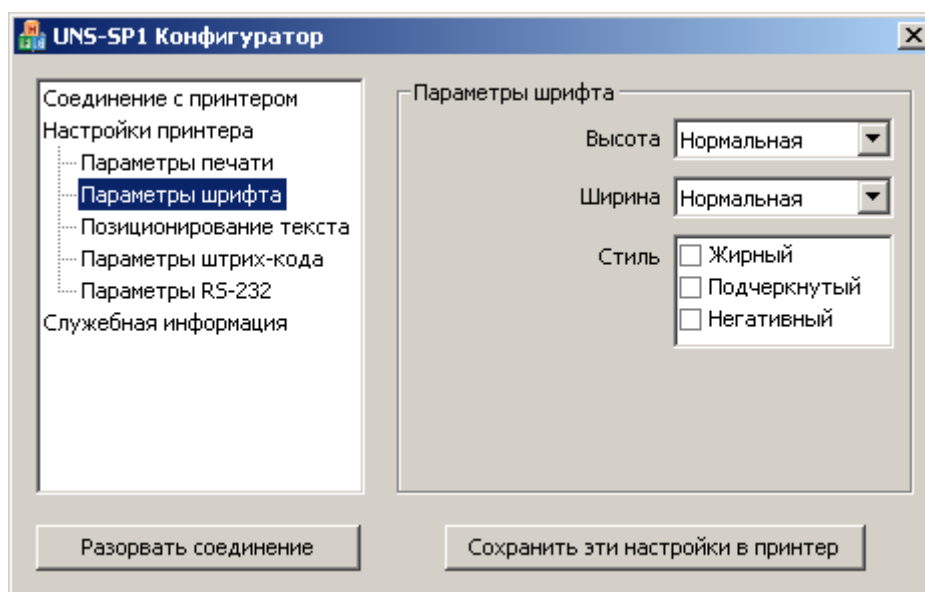 UNS-SP1 Конфигуратор
Соединение с принтером
Настройки принтера
Параметры печати
Параметры шрифта
Позиционирование текста
Параметры штрих-кода
Параметры RS-232
Служебная информация
Параметры шрифта
Высота Нормальная
Ширина Нормальная
Стиль Жирный
Подчеркнутый
Негативный
Разорвать соединение
Сохранить эти настройки в принтер